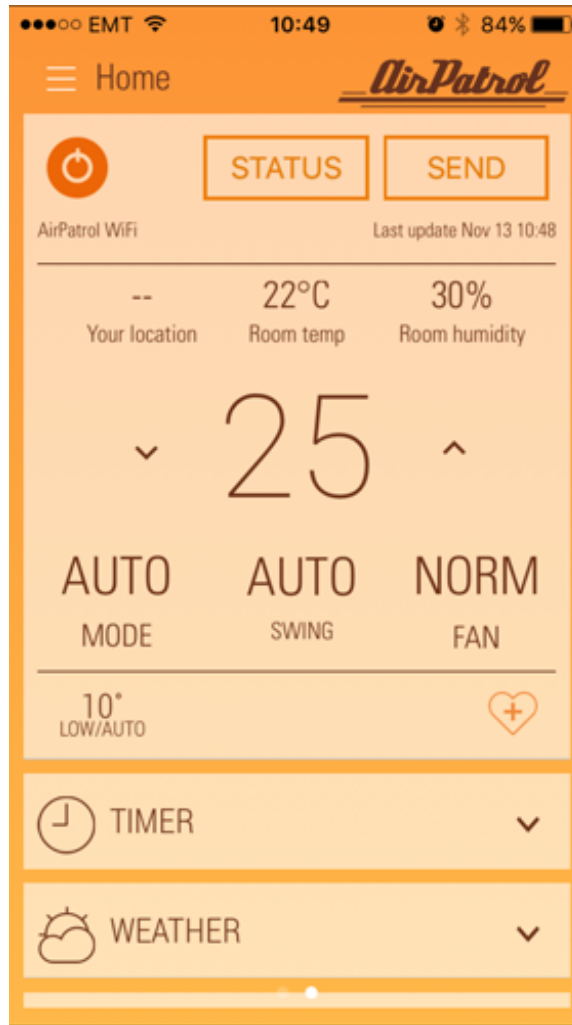 EMT 10:49 84%
Home AirPatrol
STATUS SEND
AirPatrol WiFi Last update Nov 13 10:48
-- 22°C 30%
Your location Room temp Room humidity
25
AUTO AUTO NORM
MODE SWING FAN
10°
LOW/AUTO
TIMER
WEATHER